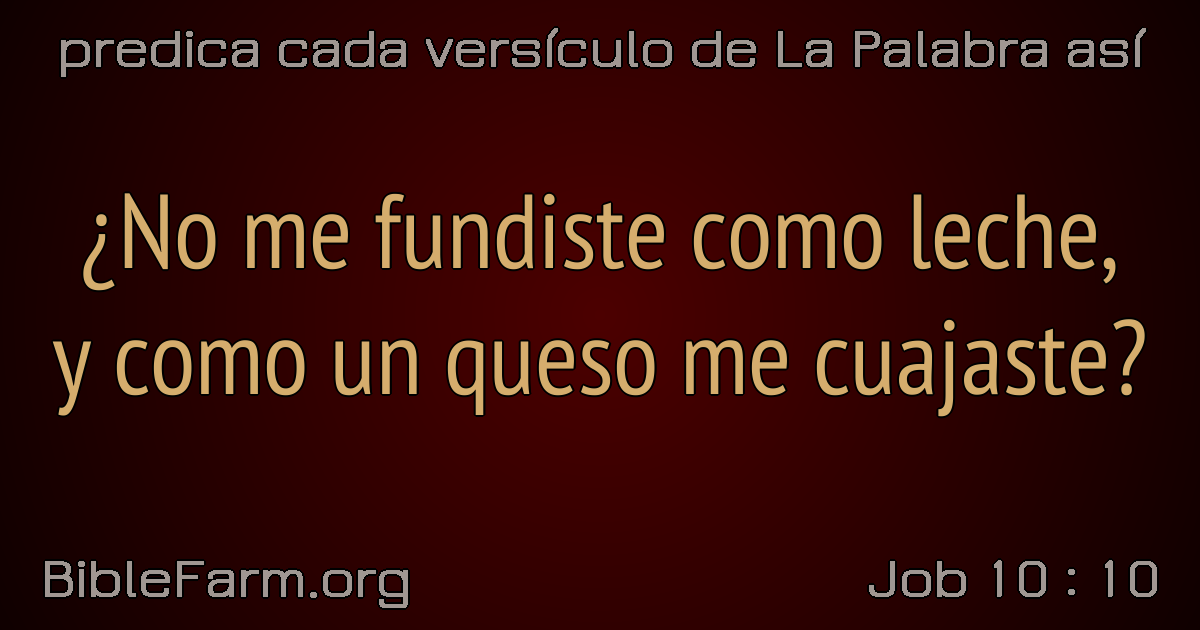 predica cada versículo de La Palabra así
¿No me fundiste como leche,
y como un queso me cuajaste?
BibleFarm.org
Job 10 : 10